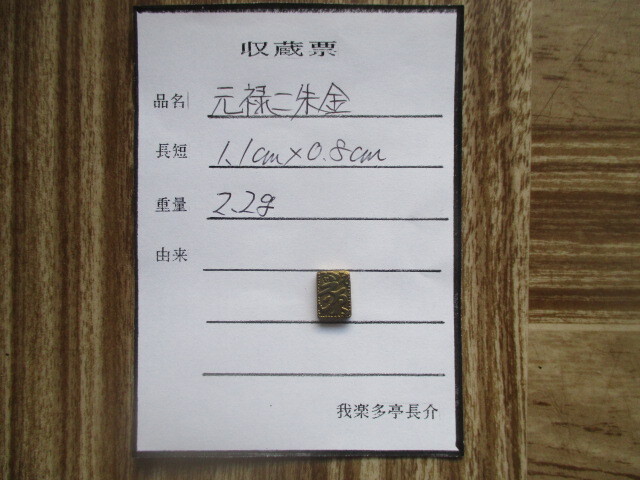 収蔵票
品名 元禄二朱金
長短 1.1cm×0.8cm
重量 2.2g
由来
我楽多亭長介